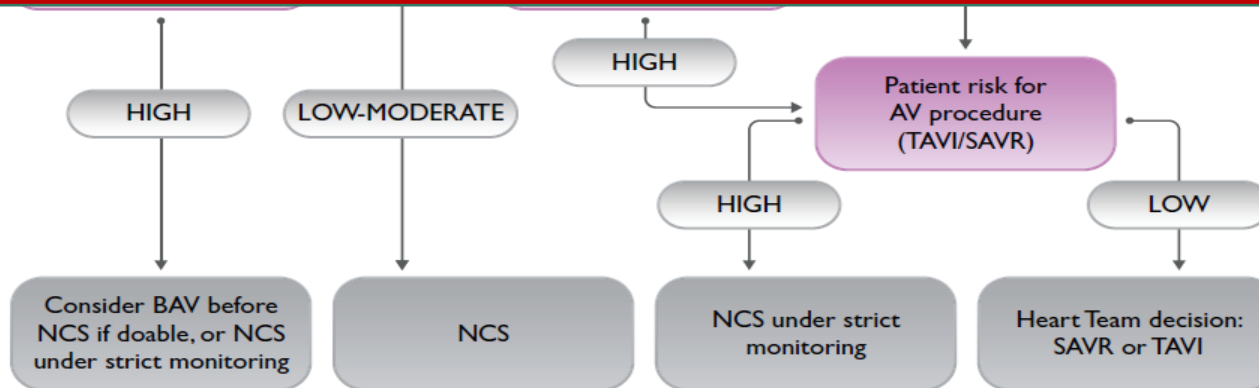 HIGH
Patient risk for
AV procedure
(TAVI/SAVR)
HIGH
LOW-MODERATE
HIGH
LOW
Consider BAV before
NCS if doable, or NCS
under strict monitoring
NCS
NCS under strict
monitoring
Heart Team decision:
SAVR or TAVI